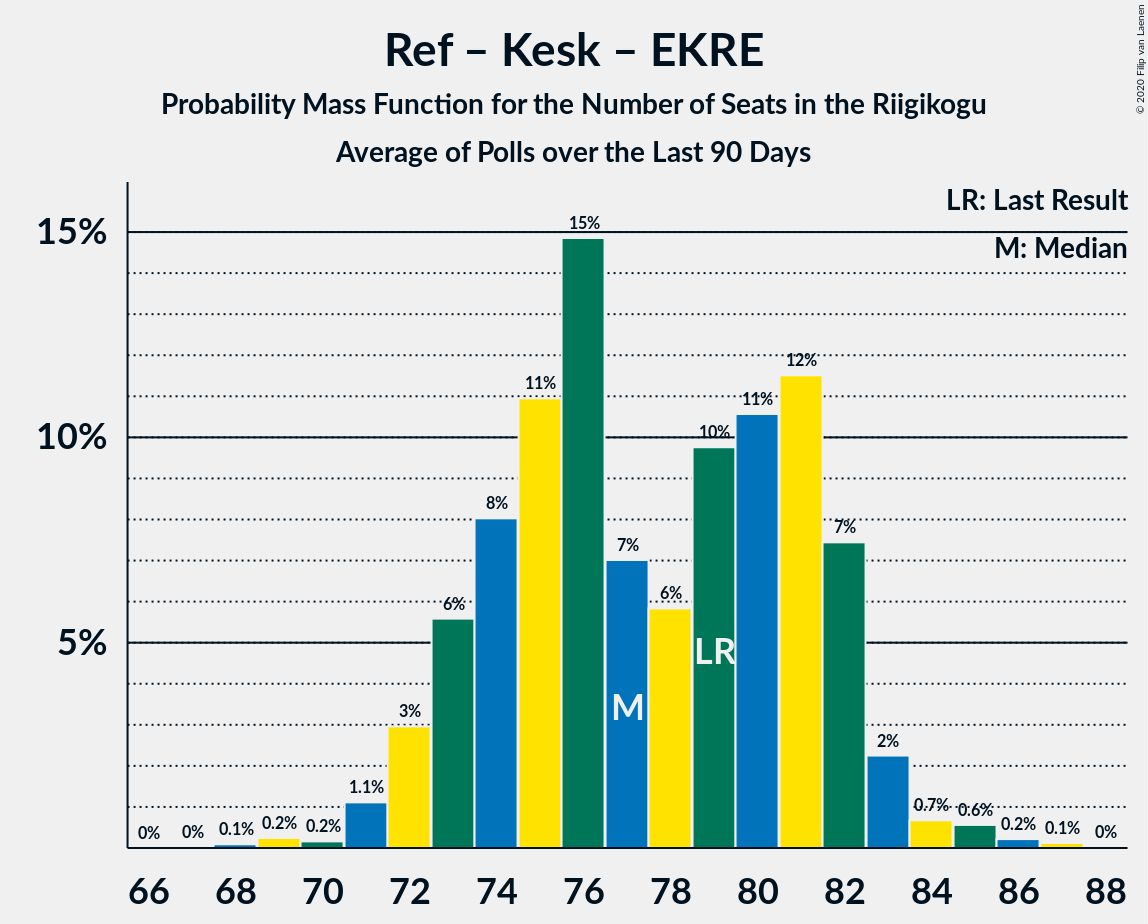 Ref – Kesk – EKRE
Probability Mass Function for the Number of Seats in the Riigikogu
Average of Polls over the Last 90 Days
© 2020 Filip van Laenen
LR: Last Result
M: Median
15%
10%
5%
0%
0%
0.1%
0.2%
0.2%
1.1%
3%
6%
8%
11%
15%
7%
6%
10%
11%
12%
7%
2%
0.7%
0.6%
0.2%
0.1%
0%
M
LR
66 68 70 72 74 76 78 80 82 84 86 88